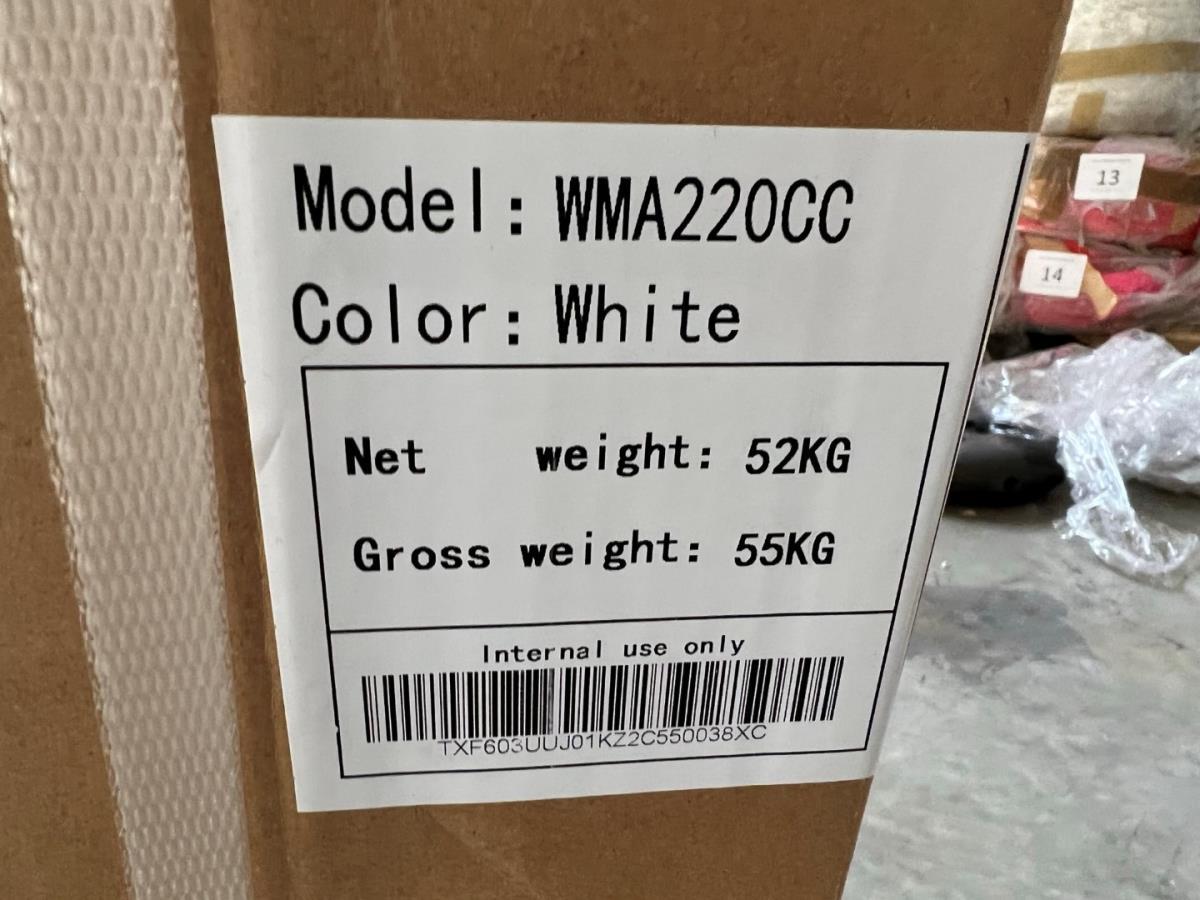 Model: WMA220CC
Color: White
Net weight: 52KG
Gross weight: 55KG
Internal use only
TXF603UUJ01KZ2C550038XC
13
14